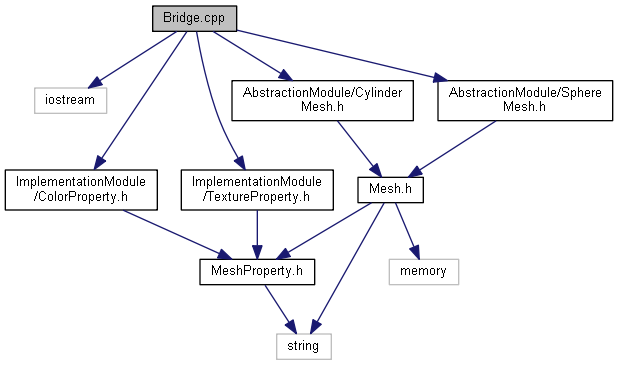 Bridge.cpp
iostream
AbstractionModule/Cylinder
Mesh.h
AbstractionModule/Sphere
Mesh.h
ImplementationModule
/ColorProperty.h
ImplementationModule
/TextureProperty.h
Mesh.h
MeshProperty.h
memory
string